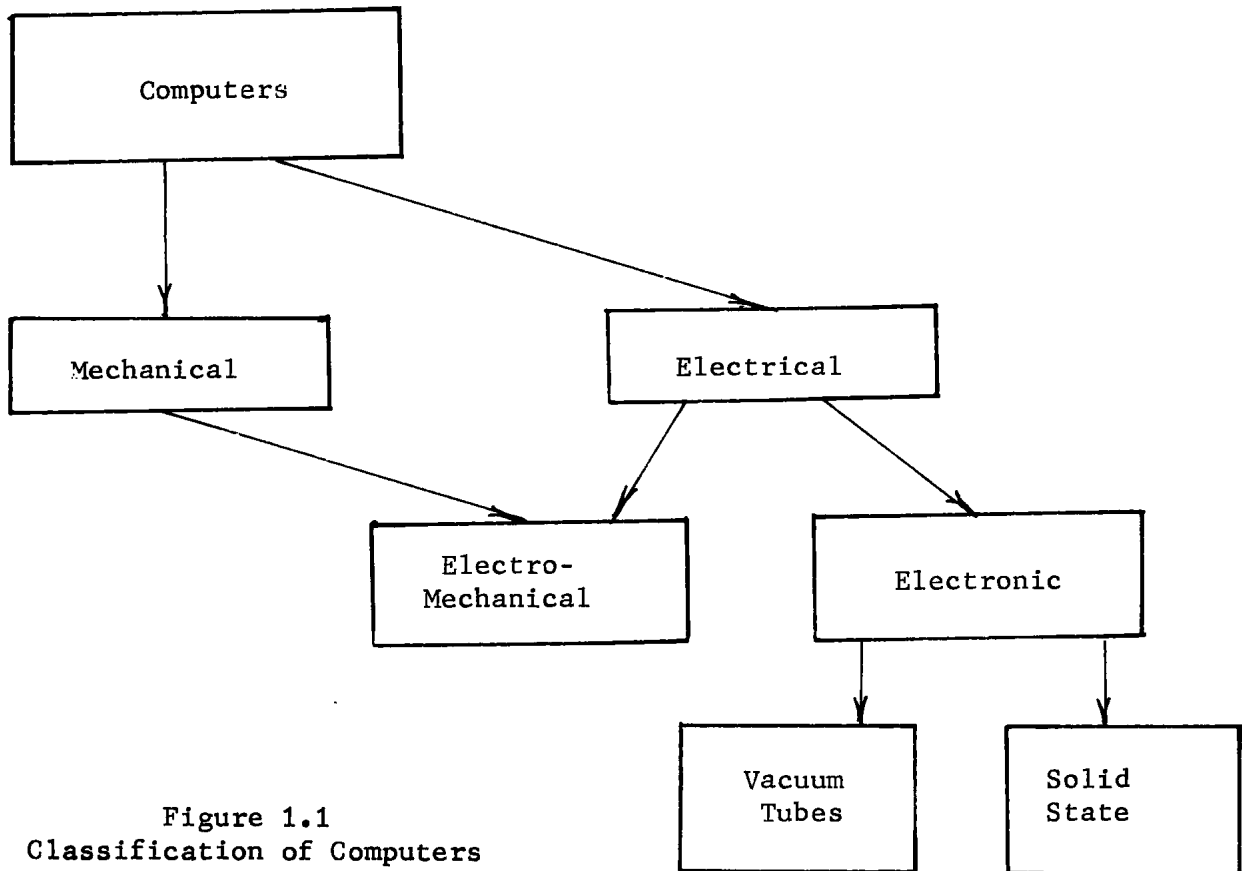 Computers
Mechanical
Electrical
Electro-
Mechanical
Electronic
Vacuum
Tubes
Solid
State
Figure 1.1
Classification of Computers